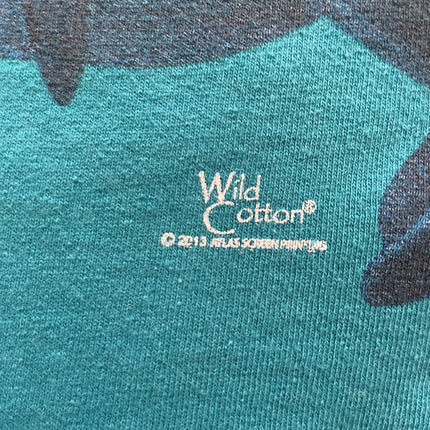 Wild
Cotton®
© 2013 ATLAS SCREEN PRINTING